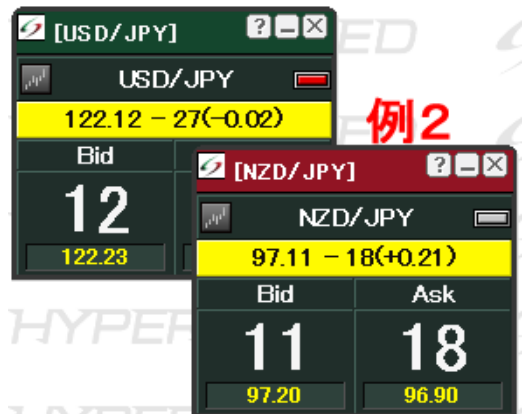 [USD/JPY]
USD/JPY
122.12 - 27(-0.02)
Bid
12
122.23
例2
[NZD/JPY]
NZD/JPY
97.11 - 18(+0.21)
Bid Ask
11 18
97.20 96.90
HYPER